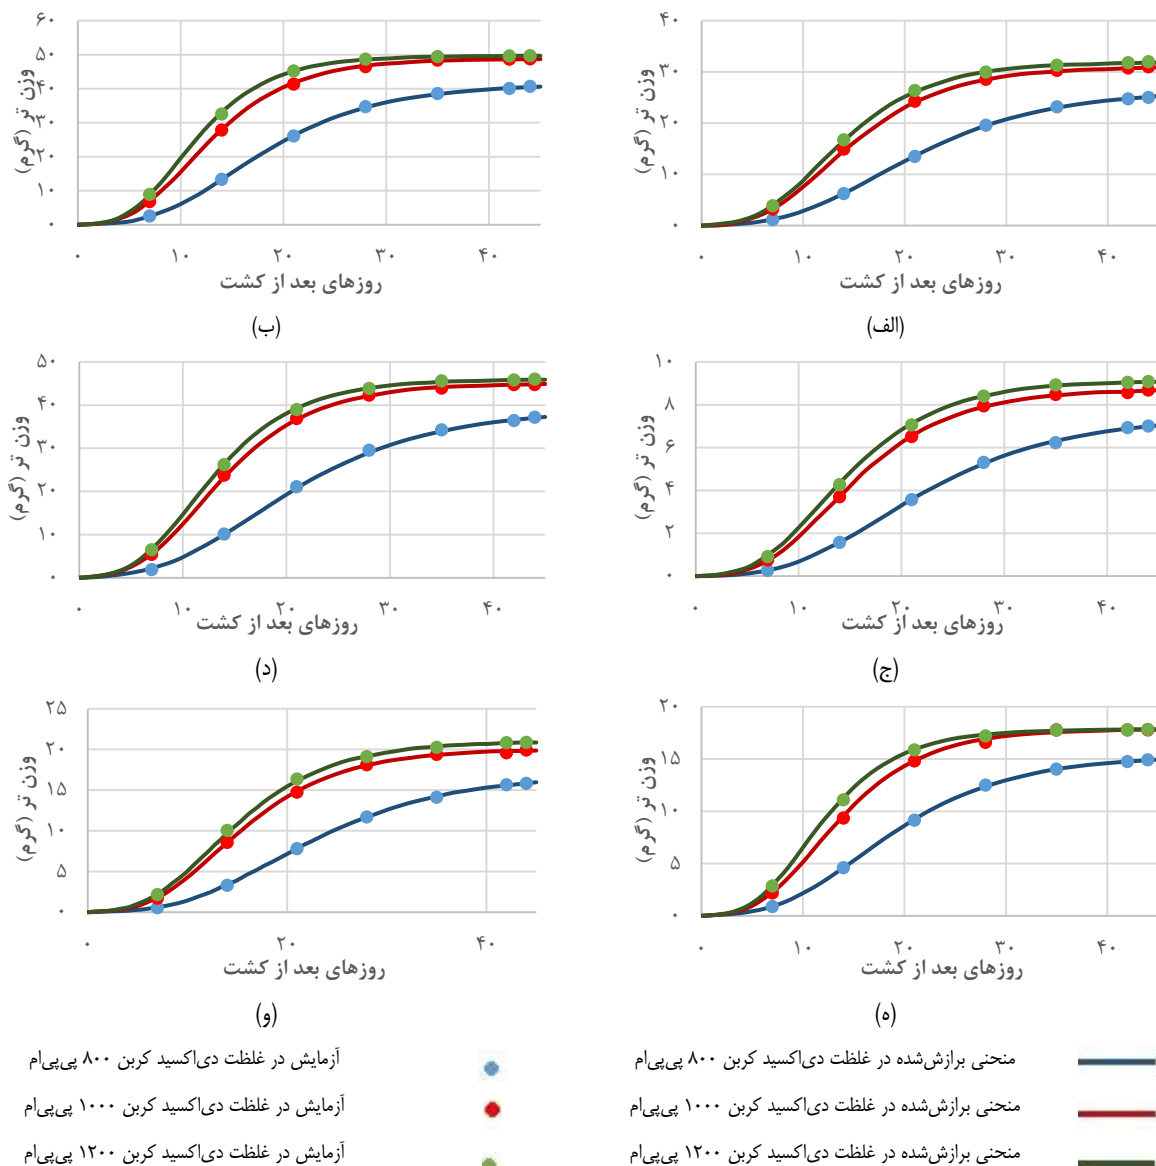 ۴۰
۳۰
۲۰
۱۰
۰
وزن تر (گرم)
۰ ۱۰ ۲۰ ۳۰ ۴۰
روزهای بعد از کشت
(الف)
۶۰
۵۰
۴۰
۳۰
۲۰
۱۰
۰
وزن تر (گرم)
۰ ۱۰ ۲۰ ۳۰ ۴۰
روزهای بعد از کشت
(ب)
۱۰
۸
۶
۴
۲
۰
وزن تر (گرم)
۰ ۱۰ ۲۰ ۳۰ ۴۰
روزهای بعد از کشت
(ج)
۵۰
۴۰
۳۰
۲۰
۱۰
۰
وزن تر (گرم)
۰ ۱۰ ۲۰ ۳۰ ۴۰
روزهای بعد از کشت
(د)
۲۰
۱۵
۱۰
۵
۰
وزن تر (گرم)
۰ ۱۰ ۲۰ ۳۰ ۴۰
روزهای بعد از کشت
(ه)
۲۵
۲۰
۱۵
۱۰
۵
۰
وزن تر (گرم)
۰ ۲۰ ۴۰
روزهای بعد از کشت
(و)
منحنی برازش‌شده در غلظت دی‌اکسید کربن ۸۰۰ پی‌پی‌ام
آزمایش در غلظت دی‌اکسید کربن ۸۰۰ پی‌پی‌ام
منحنی برازش‌شده در غلظت دی‌اکسید کربن ۱۰۰۰ پی‌پی‌ام
آزمایش در غلظت دی‌اکسید کربن ۱۰۰۰ پی‌پی‌ام
منحنی برازش‌شده در غلظت دی‌اکسید کربن ۱۲۰۰ پی‌پی‌ام
آزمایش در غلظت دی‌اکسید کربن ۱۲۰۰ پی‌پی‌ام